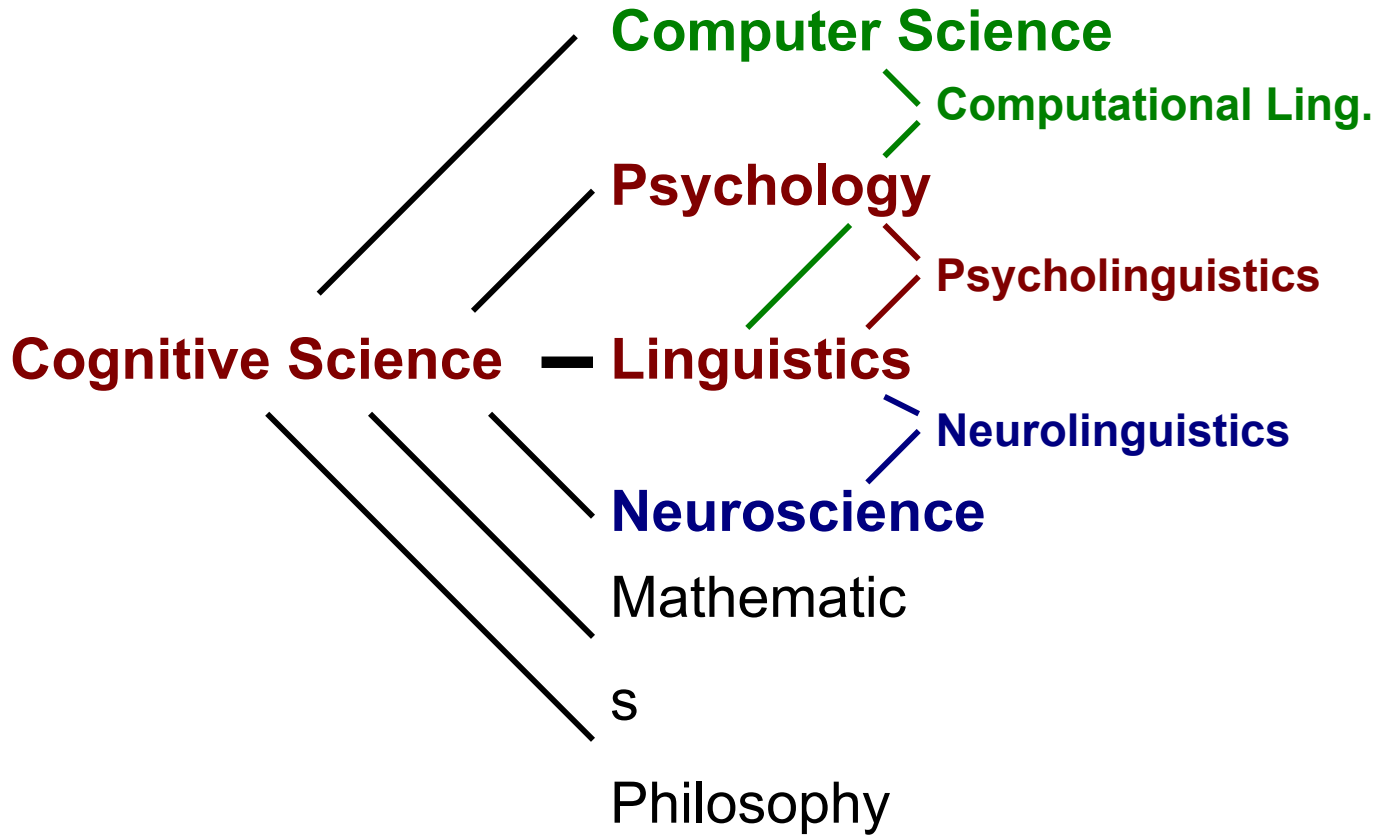 Computer Science
Computational Ling.
Psychology
Psycholinguistics
Cognitive Science
Linguistics
Neurolinguistics
Neuroscience
Mathematic
s
Philosophy